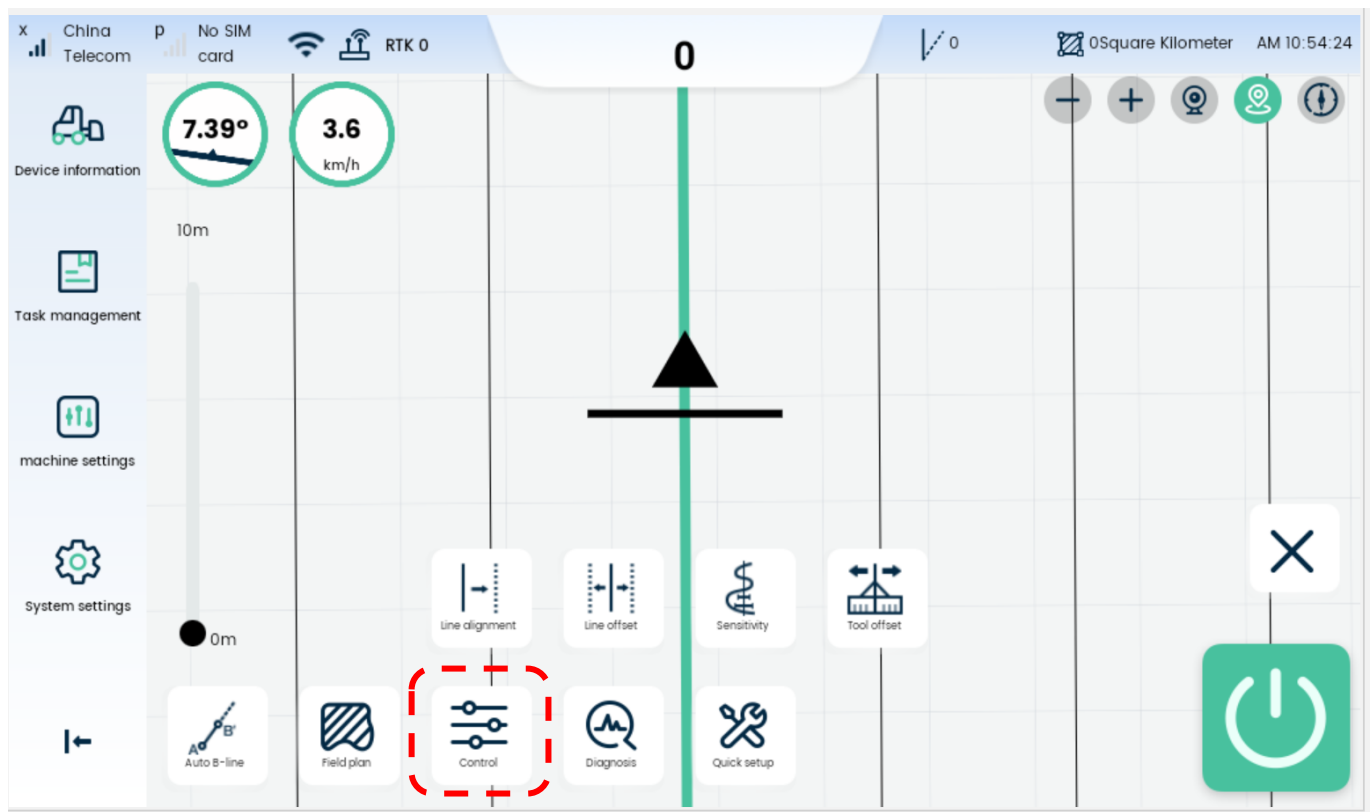 x China Telecom
p No SIM card
RTK 0
0
0
0Square Kilometer
AM 10:54:24
Device information
7.39°
3.6
km/h
10m
Task management
machine settings
System settings
0m
Line alignment
Line offset
Sensitivity
Tool offset
A B'
Auto B-line
Field plan
Control
Diagnosis
Quick setup